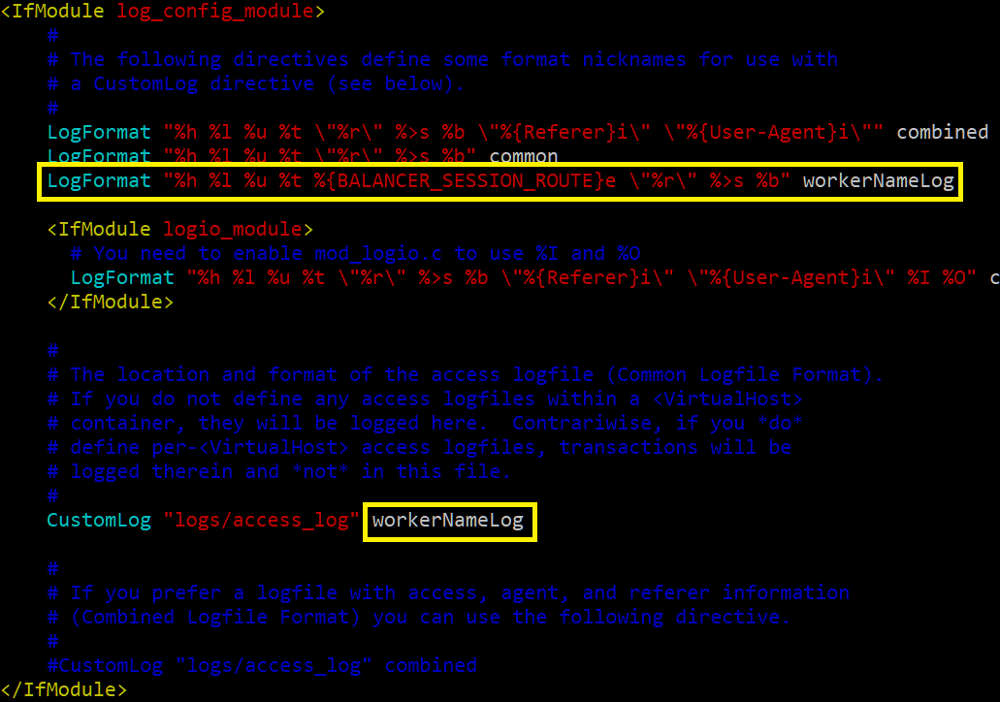 <IfModule log_config_module>
#
# The following directives define some format nicknames for use with
# a CustomLog directive (see below).
#
LogFormat "%h %l %u %t \"%r\" %>s %b \"%{Referer}i\" \"%{User-Agent}i\"" combined
LogFormat "%h %l %u %t \"%r\" %>s %b" common
LogFormat "%h %l %u %t %{BALANCER_SESSION_ROUTE}e \"%r\" %>s %b" workerNameLog
<IfModule logio_module>
# You need to enable mod_logio.c to use %I and %O
LogFormat "%h %l %u %t \"%r\" %>s %b \"%{Referer}i\" \"%{User-Agent}i\" %I %O" c
</IfModule>
#
# The location and format of the access logfile (Common Logfile Format).
# If you do not define any access logfiles within a <VirtualHost>
# container, they will be logged here.  Contrariwise, if you *do*
# define per-<VirtualHost> access logfiles, transactions will be
# logged therein and *not* in this file.
#
CustomLog "logs/access_log" workerNameLog
#
# If you prefer a logfile with access, agent, and referer information
# (Combined Logfile Format) you can use the following directive.
#
#CustomLog "logs/access_log" combined
</IfModule>